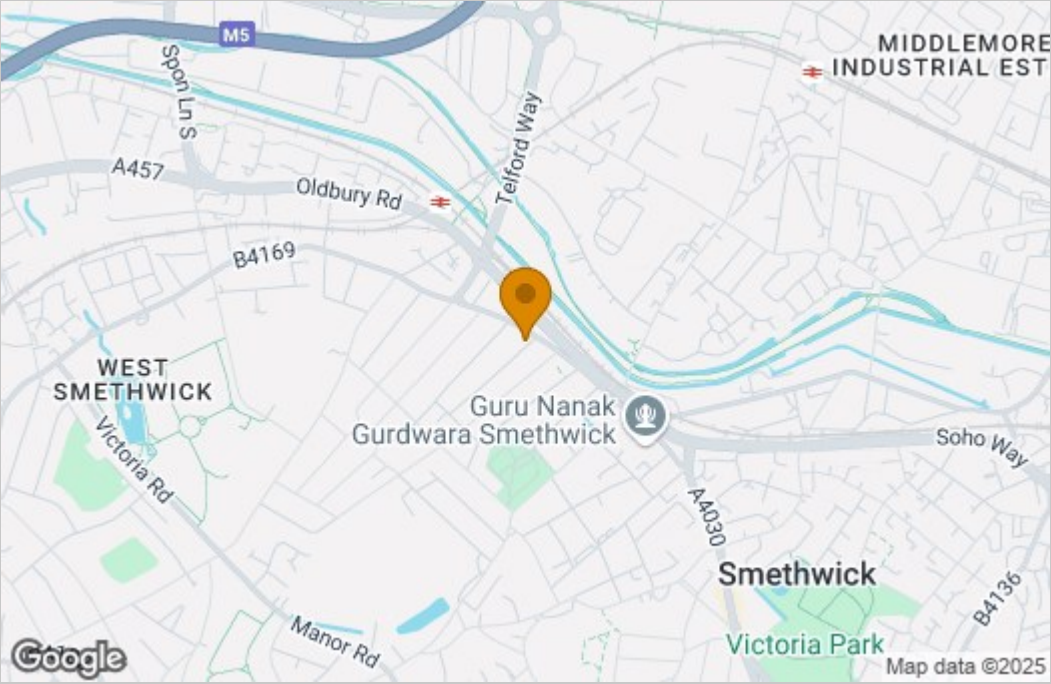 M5
MIDDLEMORE
INDUSTRIAL EST
Spon Ln S
Telford Way
A457
Oldbury Rd
B4169
WEST
SMETHWICK
Guru Nanak
Gurdwara Smethwick
Victoria Rd
Soho Way
A4030
Smethwick
B4136
Manor Rd
Victoria Park
Google
Map data ©2025